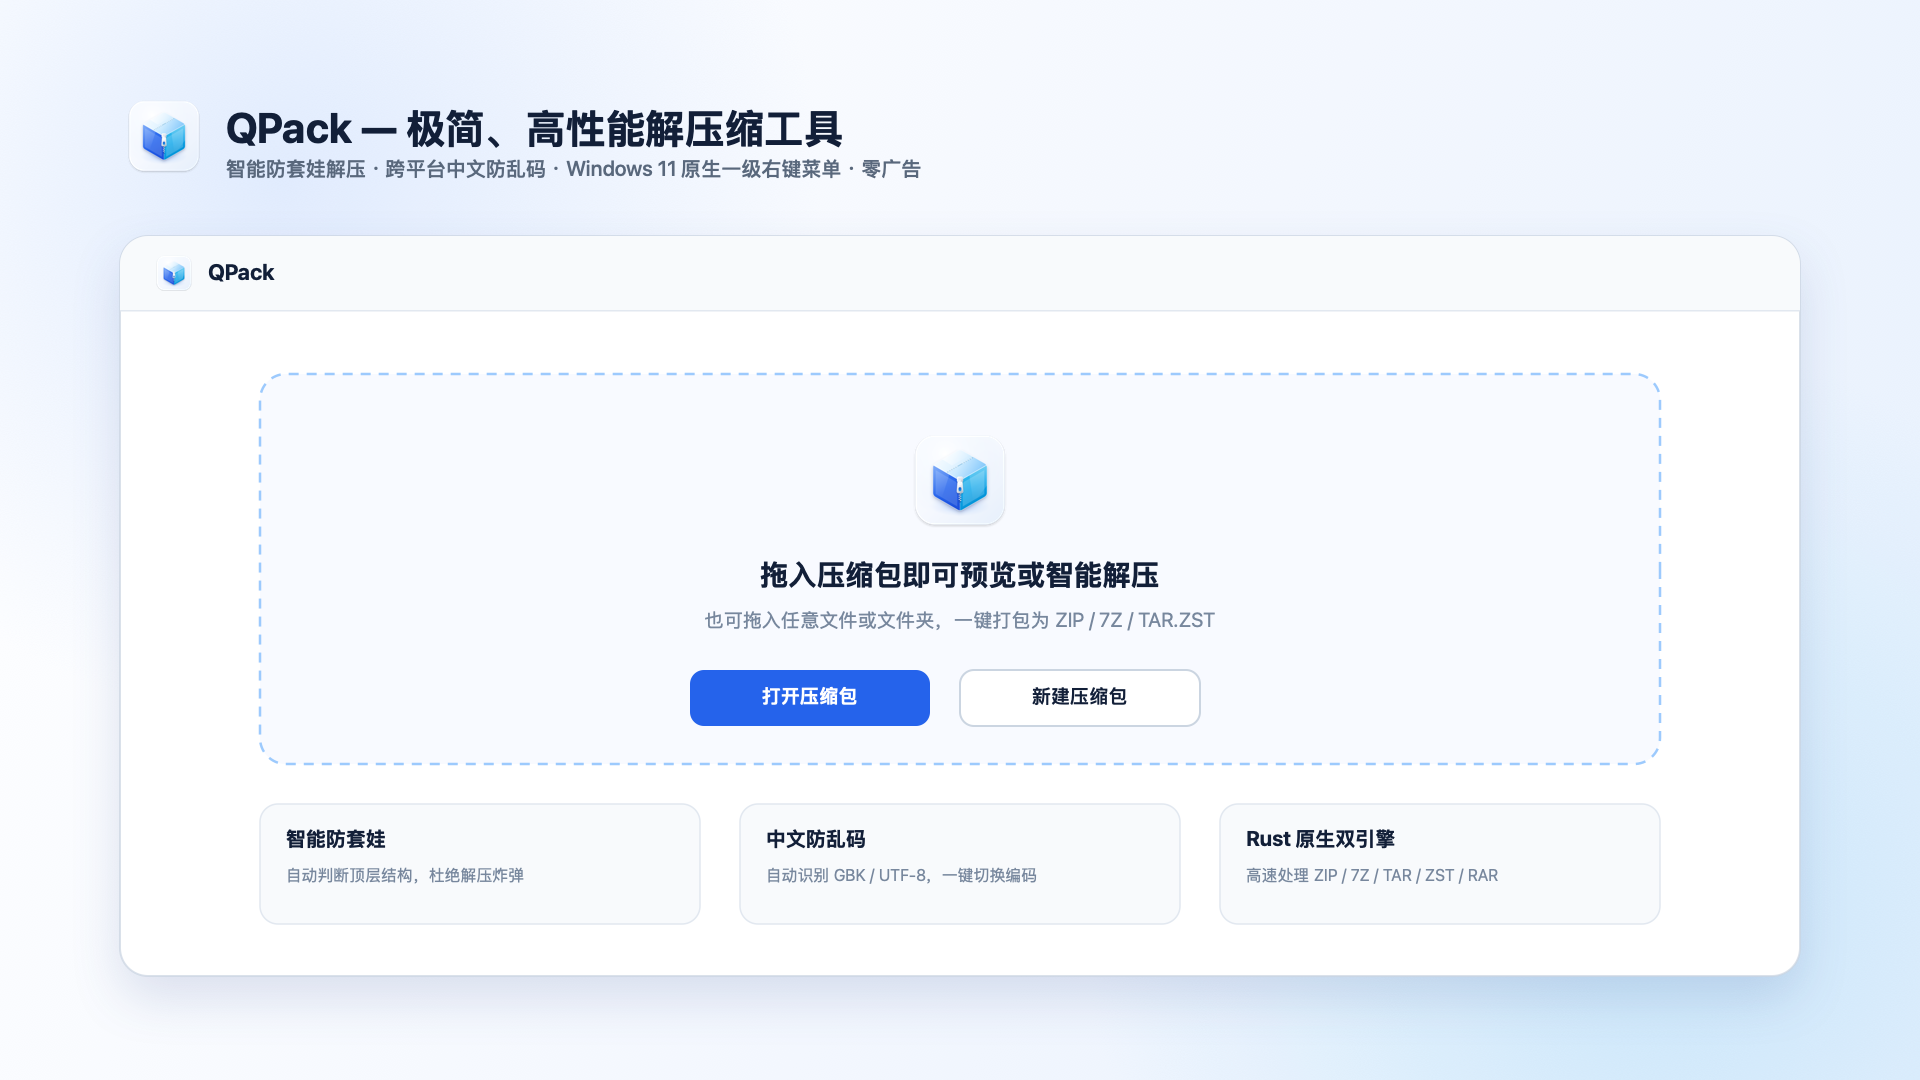 QPack — 极简、高性能解压缩工具
智能防套娃解压 · 跨平台中文防乱码 · Windows 11 原生一级右键菜单 · 零广告
QPack
拖入压缩包即可预览或智能解压
也可拖入任意文件或文件夹，一键打包为 ZIP / 7Z / TAR.ZST
打开压缩包
新建压缩包
智能防套娃
自动判断顶层结构，杜绝解压炸弹
中文防乱码
自动识别 GBK / UTF-8，一键切换编码
Rust 原生双引擎
高速处理 ZIP / 7Z / TAR / ZST / RAR